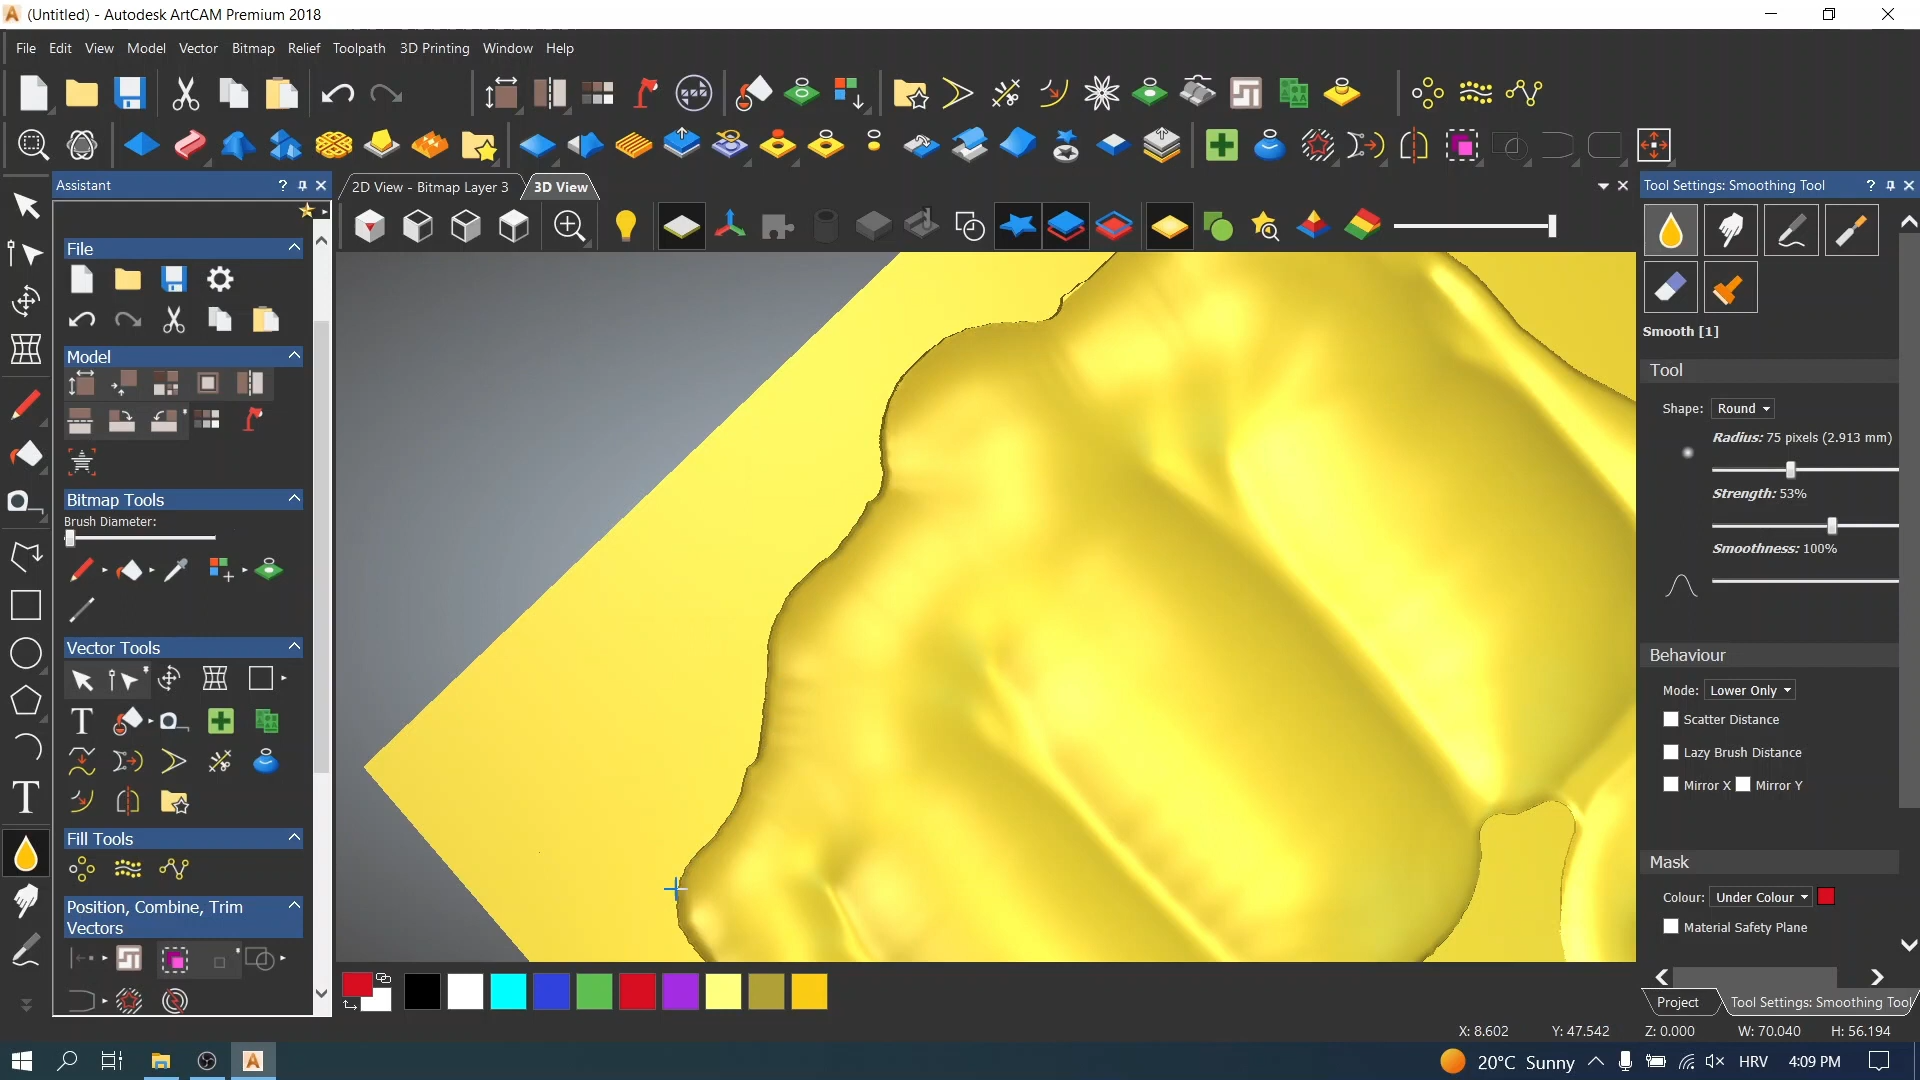 (Untitled) - Autodesk ArtCAM Premium 2018
File Edit View Model Vector Bitmap Relief Toolpath 3D Printing Window Help
Assistant
2D View - Bitmap Layer 3
3D View
Tool Settings: Smoothing Tool
File
Model
Bitmap Tools
Brush Diameter:
Vector Tools
Fill Tools
Position, Combine, Trim
Vectors
Smooth [1]
Tool
Shape: Round
Radius: 75 pixels (2.913 mm)
Strength: 53%
Smoothness: 100%
Behaviour
Mode: Lower Only
Scatter Distance
Lazy Brush Distance
Mirror X Mirror Y
Mask
Colour: Under Colour
Material Safety Plane
Project
Tool Settings: Smoothing Tool
X: 8.602 Y: 47.542 Z: 0.000 W: 70.040 H: 56.194
20°C Sunny HRV 4:09 PM